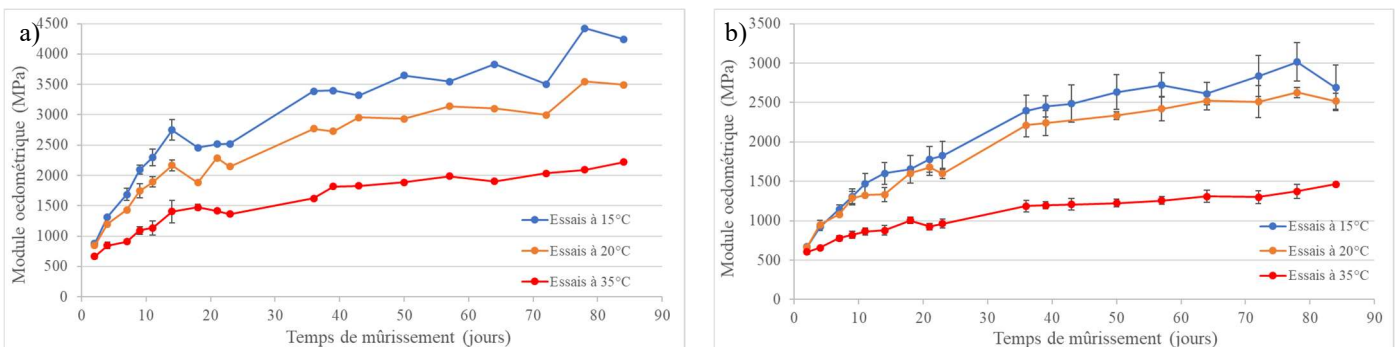 a)
Module oedométrique (MPa)
4500
4000
3500
3000
2500
2000
1500
1000
500
0
0 10 20 30 40 50 60 70 80 90
Temps de mûrissement (jours)
Essais à 15°C
Essais à 20°C
Essais à 35°C
b)
Module oedométrique (MPa)
3500
3000
2500
2000
1500
1000
500
0
0 10 20 30 40 50 60 70 80 90
Temps de mûrissement (jours)
Essais à 15°C
Essais à 20°C
Essais à 35°C